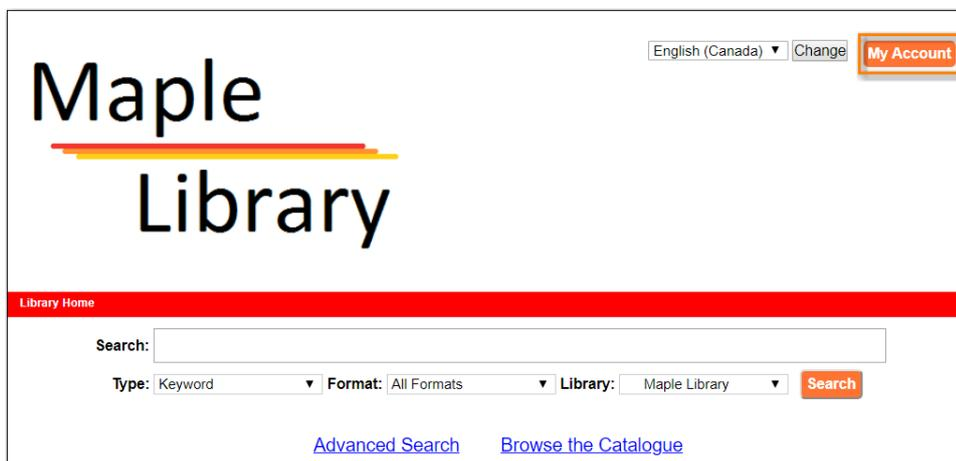 English (Canada) Change My Account
Maple
Library
Library Home
Search:
Type: Keyword Format: All Formats Library: Maple Library Search
Advanced Search Browse the Catalogue